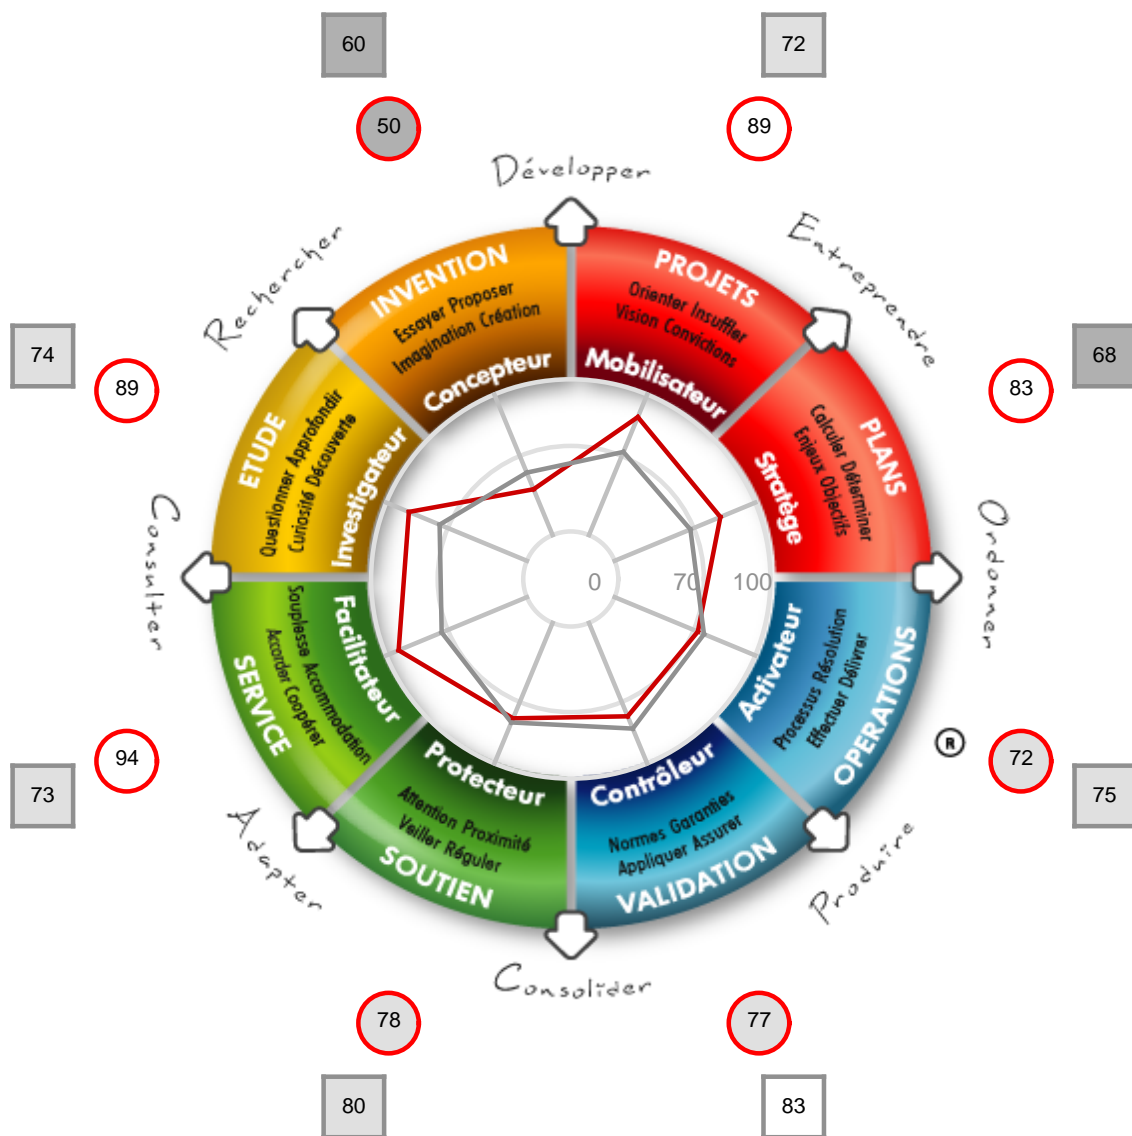 60
72
50
89
Développer
Rechercher
Entreprendre
INVENTION
Essayer Proposer
Imagination Création
Concepteur
PROJETS
Orienter Insuffler
Vision Convictions
Mobilisateur
74
89
83
68
ETUDE
Questionner Approfondir
Curiosité Découverte
Investigateur
PLANS
Calculer Déterminer
Enjeux Objectifs
Stratège
Consulter
Ordonner
0
70
100
SERVICE
Accorder Coopérer
Souplesse Accommodation
Facilitateur
Activateur
Processus Résolution
Effectuer Délivrer
OPERATIONS
R
73
94
72
75
Protecteur
Attention Proximité
Veiller Réguler
SOUTIEN
Contrôleur
Normes Garanties
Appliquer Assurer
VALIDATION
Adapter
Produire
Consolider
78
77
80
83